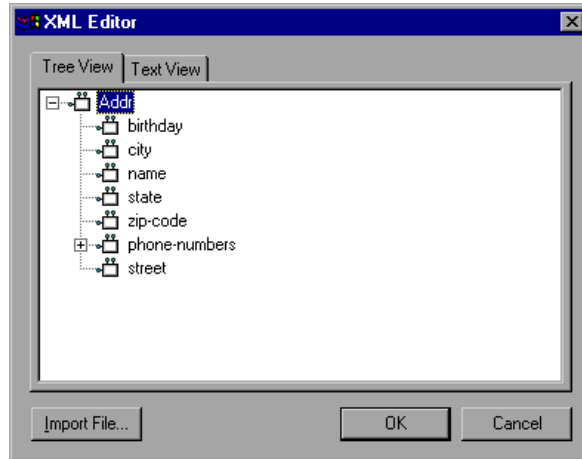 XML Editor
Tree View Text View
Addr
birthday
city
name
state
zip-code
phone-numbers
street
Import File... OK Cancel